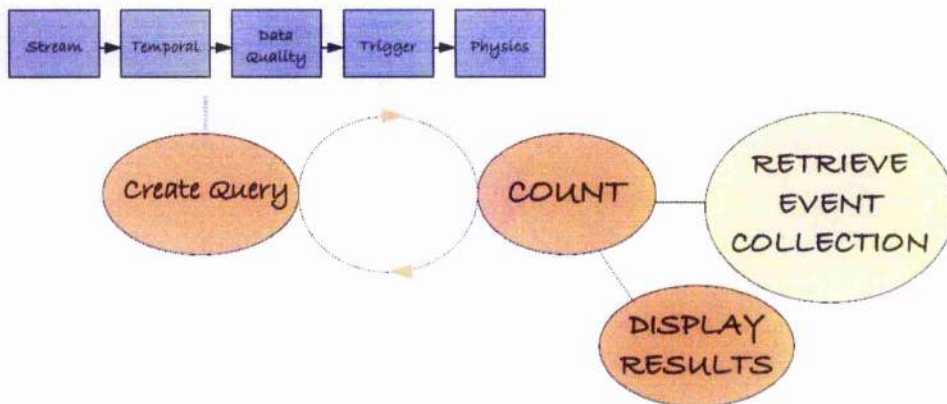 Stream
Temporal
Data
Quality
Trigger
Physics
Create Query
COUNT
RETRIEVE
EVENT
COLLECTION
DISPLAY
RESULTS